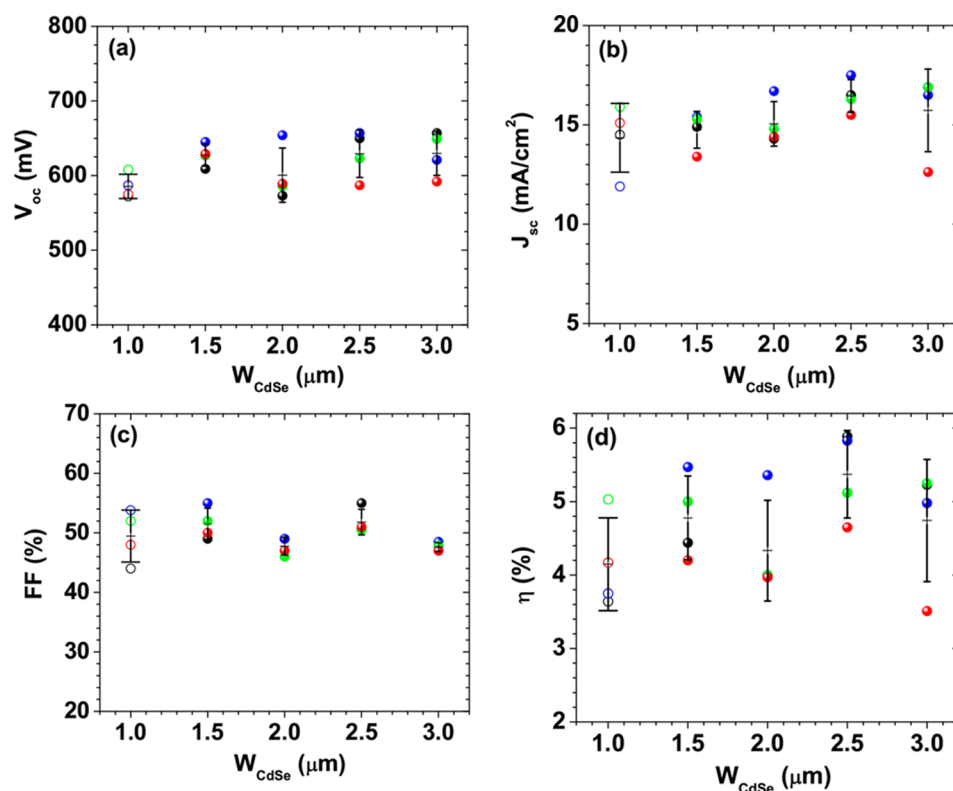 (a)
800
700
600
500
400
V_oc (mV)
1.0 1.5 2.0 2.5 3.0
W_CdSe (μm)
(b)
20
15
10
5
J_sc (mA/cm²)
1.0 1.5 2.0 2.5 3.0
W_CdSe (μm)
(c)
70
60
50
40
30
20
FF (%)
1.0 1.5 2.0 2.5 3.0
W_CdSe (μm)
(d)
6
5
4
3
2
η (%)
1.0 1.5 2.0 2.5 3.0
W_CdSe (μm)